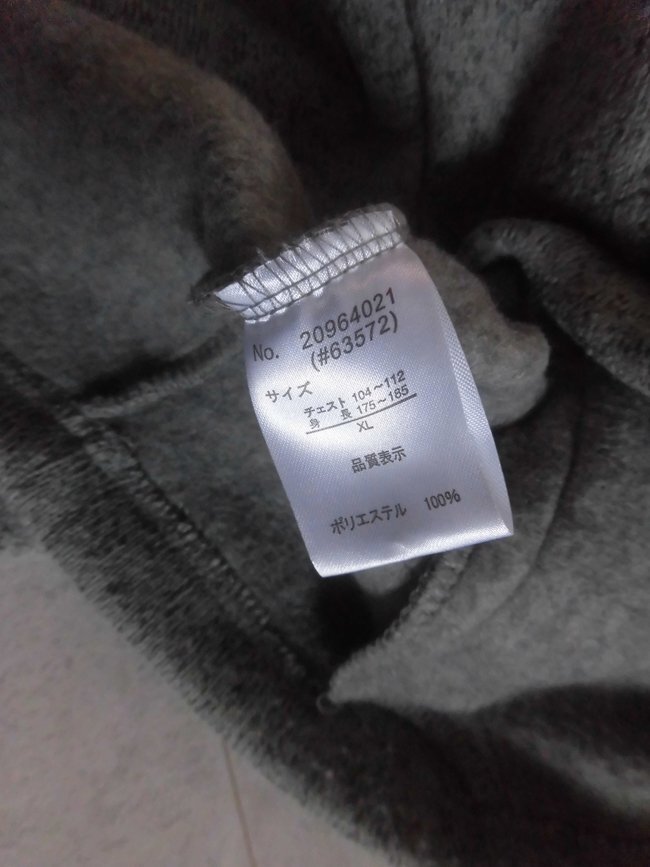 No. 20964021
(#63572)
サイズ
チェスト 104～112
身 長 175～185
XL
品質表示
ポリエステル 100%